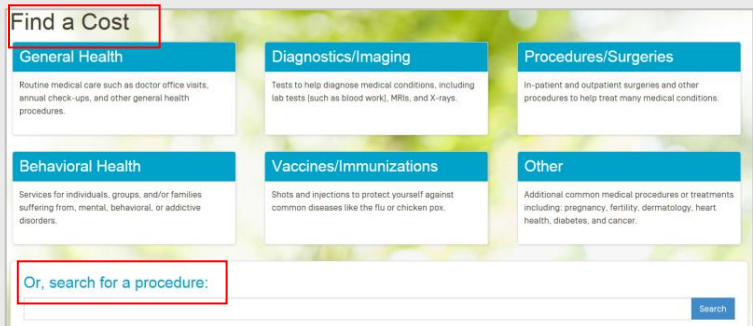 Find a Cost
General Health
Routine medical care such as doctor office visits,
annual check-ups, and other general health
procedures.
Diagnostics/Imaging
Tests to help diagnose medical conditions, including
lab tests (such as blood work), MRIs, and X-rays.
Procedures/Surgeries
In-patient and outpatient surgeries and other
procedures to help treat many medical conditions.
Behavioral Health
Services for individuals, groups, and/or families
suffering from, mental, behavioral, or addictive
disorders.
Vaccines/Immunizations
Shots and injections to protect yourself against
common diseases like the flu or chicken pox.
Other
Additional common medical procedures or treatments
including: pregnancy, fertility, dermatology, heart
health, diabetes, and cancer.
Or, search for a procedure:
Search